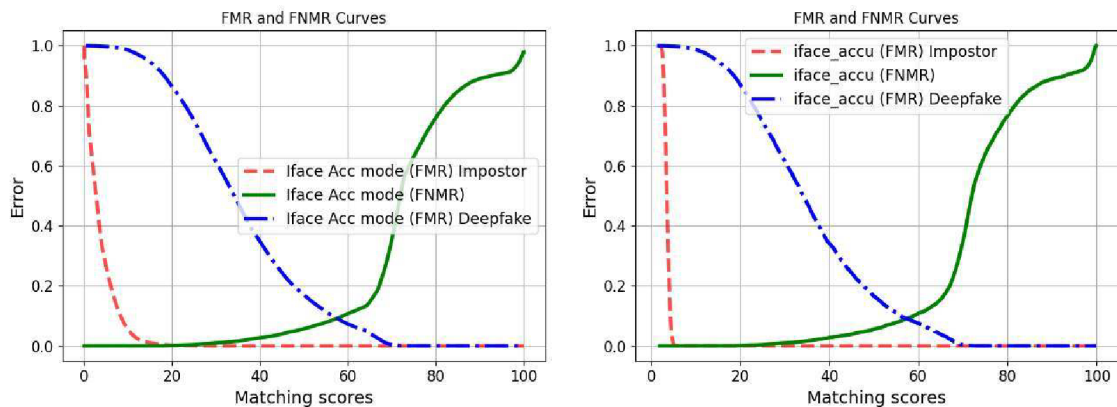 FMR and FNMR Curves
1.0
0.8
0.6
0.4
0.2
0.0
Error
Iface Acc mode (FMR) Impostor
Iface Acc mode (FNMR)
Iface Acc mode (FMR) Deepfake
0 20 40 60 80 100
Matching scores
FMR and FNMR Curves
1.0
0.8
0.6
0.4
0.2
0.0
Error
iface_accu (FMR) Impostor
iface_accu (FNMR)
iface_accu (FMR) Deepfake
0 20 40 60 80 100
Matching scores